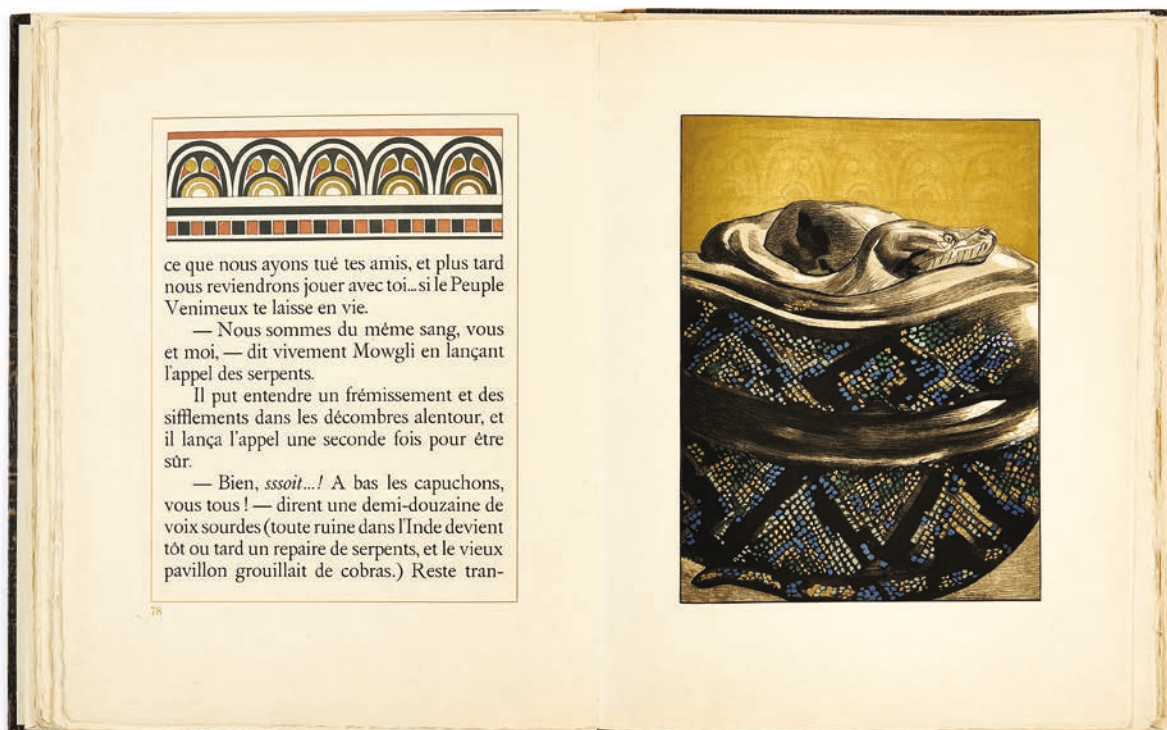 ce que nous ayons tué tes amis, et plus tard
nous reviendrons jouer avec toi...si le Peuple
Venimeux te laisse en vie.
— Nous sommes du même sang, vous
et moi, — dit vivement Mowgli en lançant
l'appel des serpents.
Il put entendre un frémissement et des
sifflements dans les décombres alentour, et
il lança l'appel une seconde fois pour être
sûr.
— Bien, sssoit...! A bas les capuchons,
vous tous ! — dirent une demi-douzaine de
voix sourdes (toute ruine dans l'Inde devient
tôt ou tard un repaire de serpents, et le vieux
pavillon grouillait de cobras.) Reste tran-
78